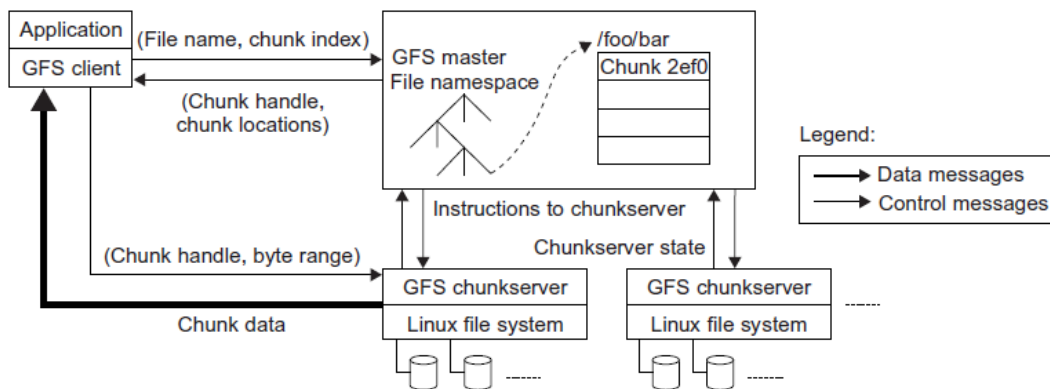 Application
GFS client
(File name, chunk index)
(Chunk handle,
chunk locations)
GFS master
File namespace
/foo/bar
Chunk 2ef0
Legend:
Data messages
Control messages
Instructions to chunkserver
Chunkserver state
(Chunk handle, byte range)
Chunk data
GFS chunkserver
Linux file system
GFS chunkserver
Linux file system